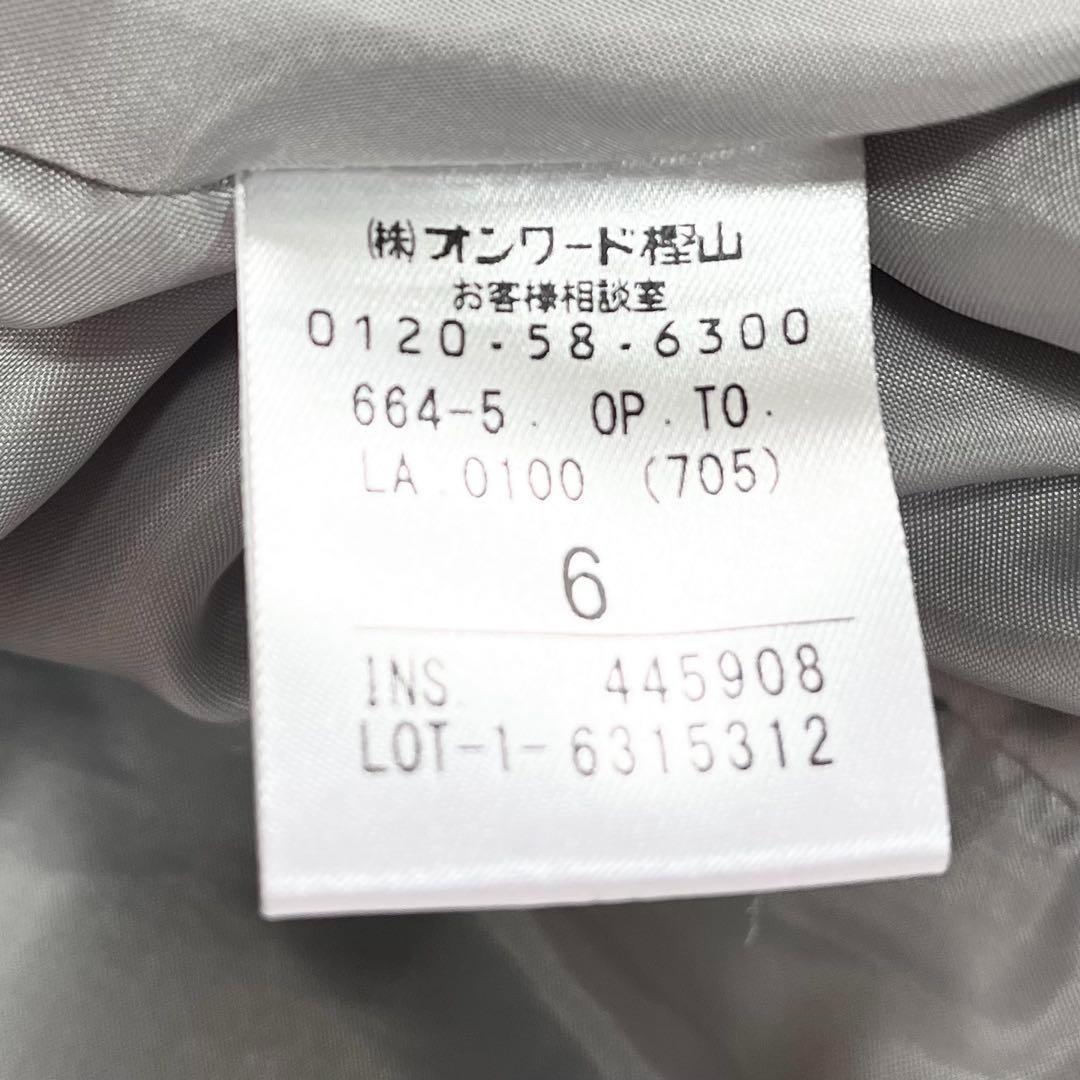 (株)オンワード樫山
お客様相談室
0120-58-6300
664-5. OP.TO.
LA 0100 (705)
6
INS. 445908
LOT-1-6315312